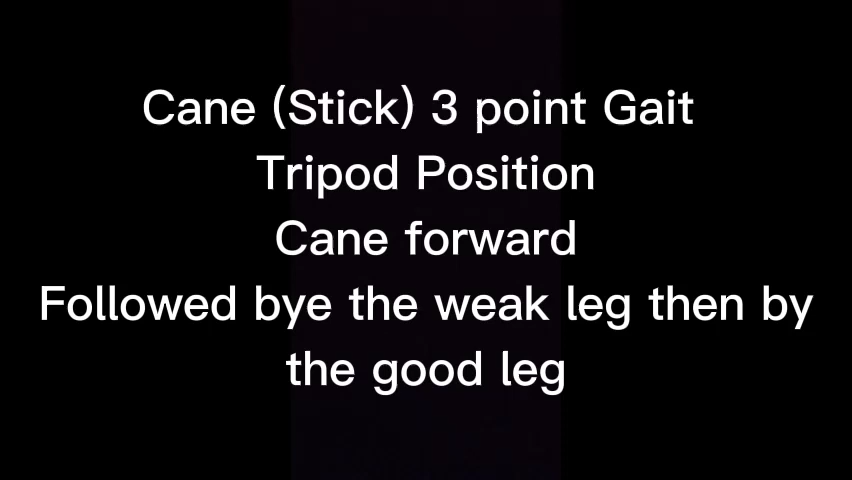 Cane (Stick) 3 point Gait
Tripod Position
Cane forward
Followed bye the weak leg then by
the good leg